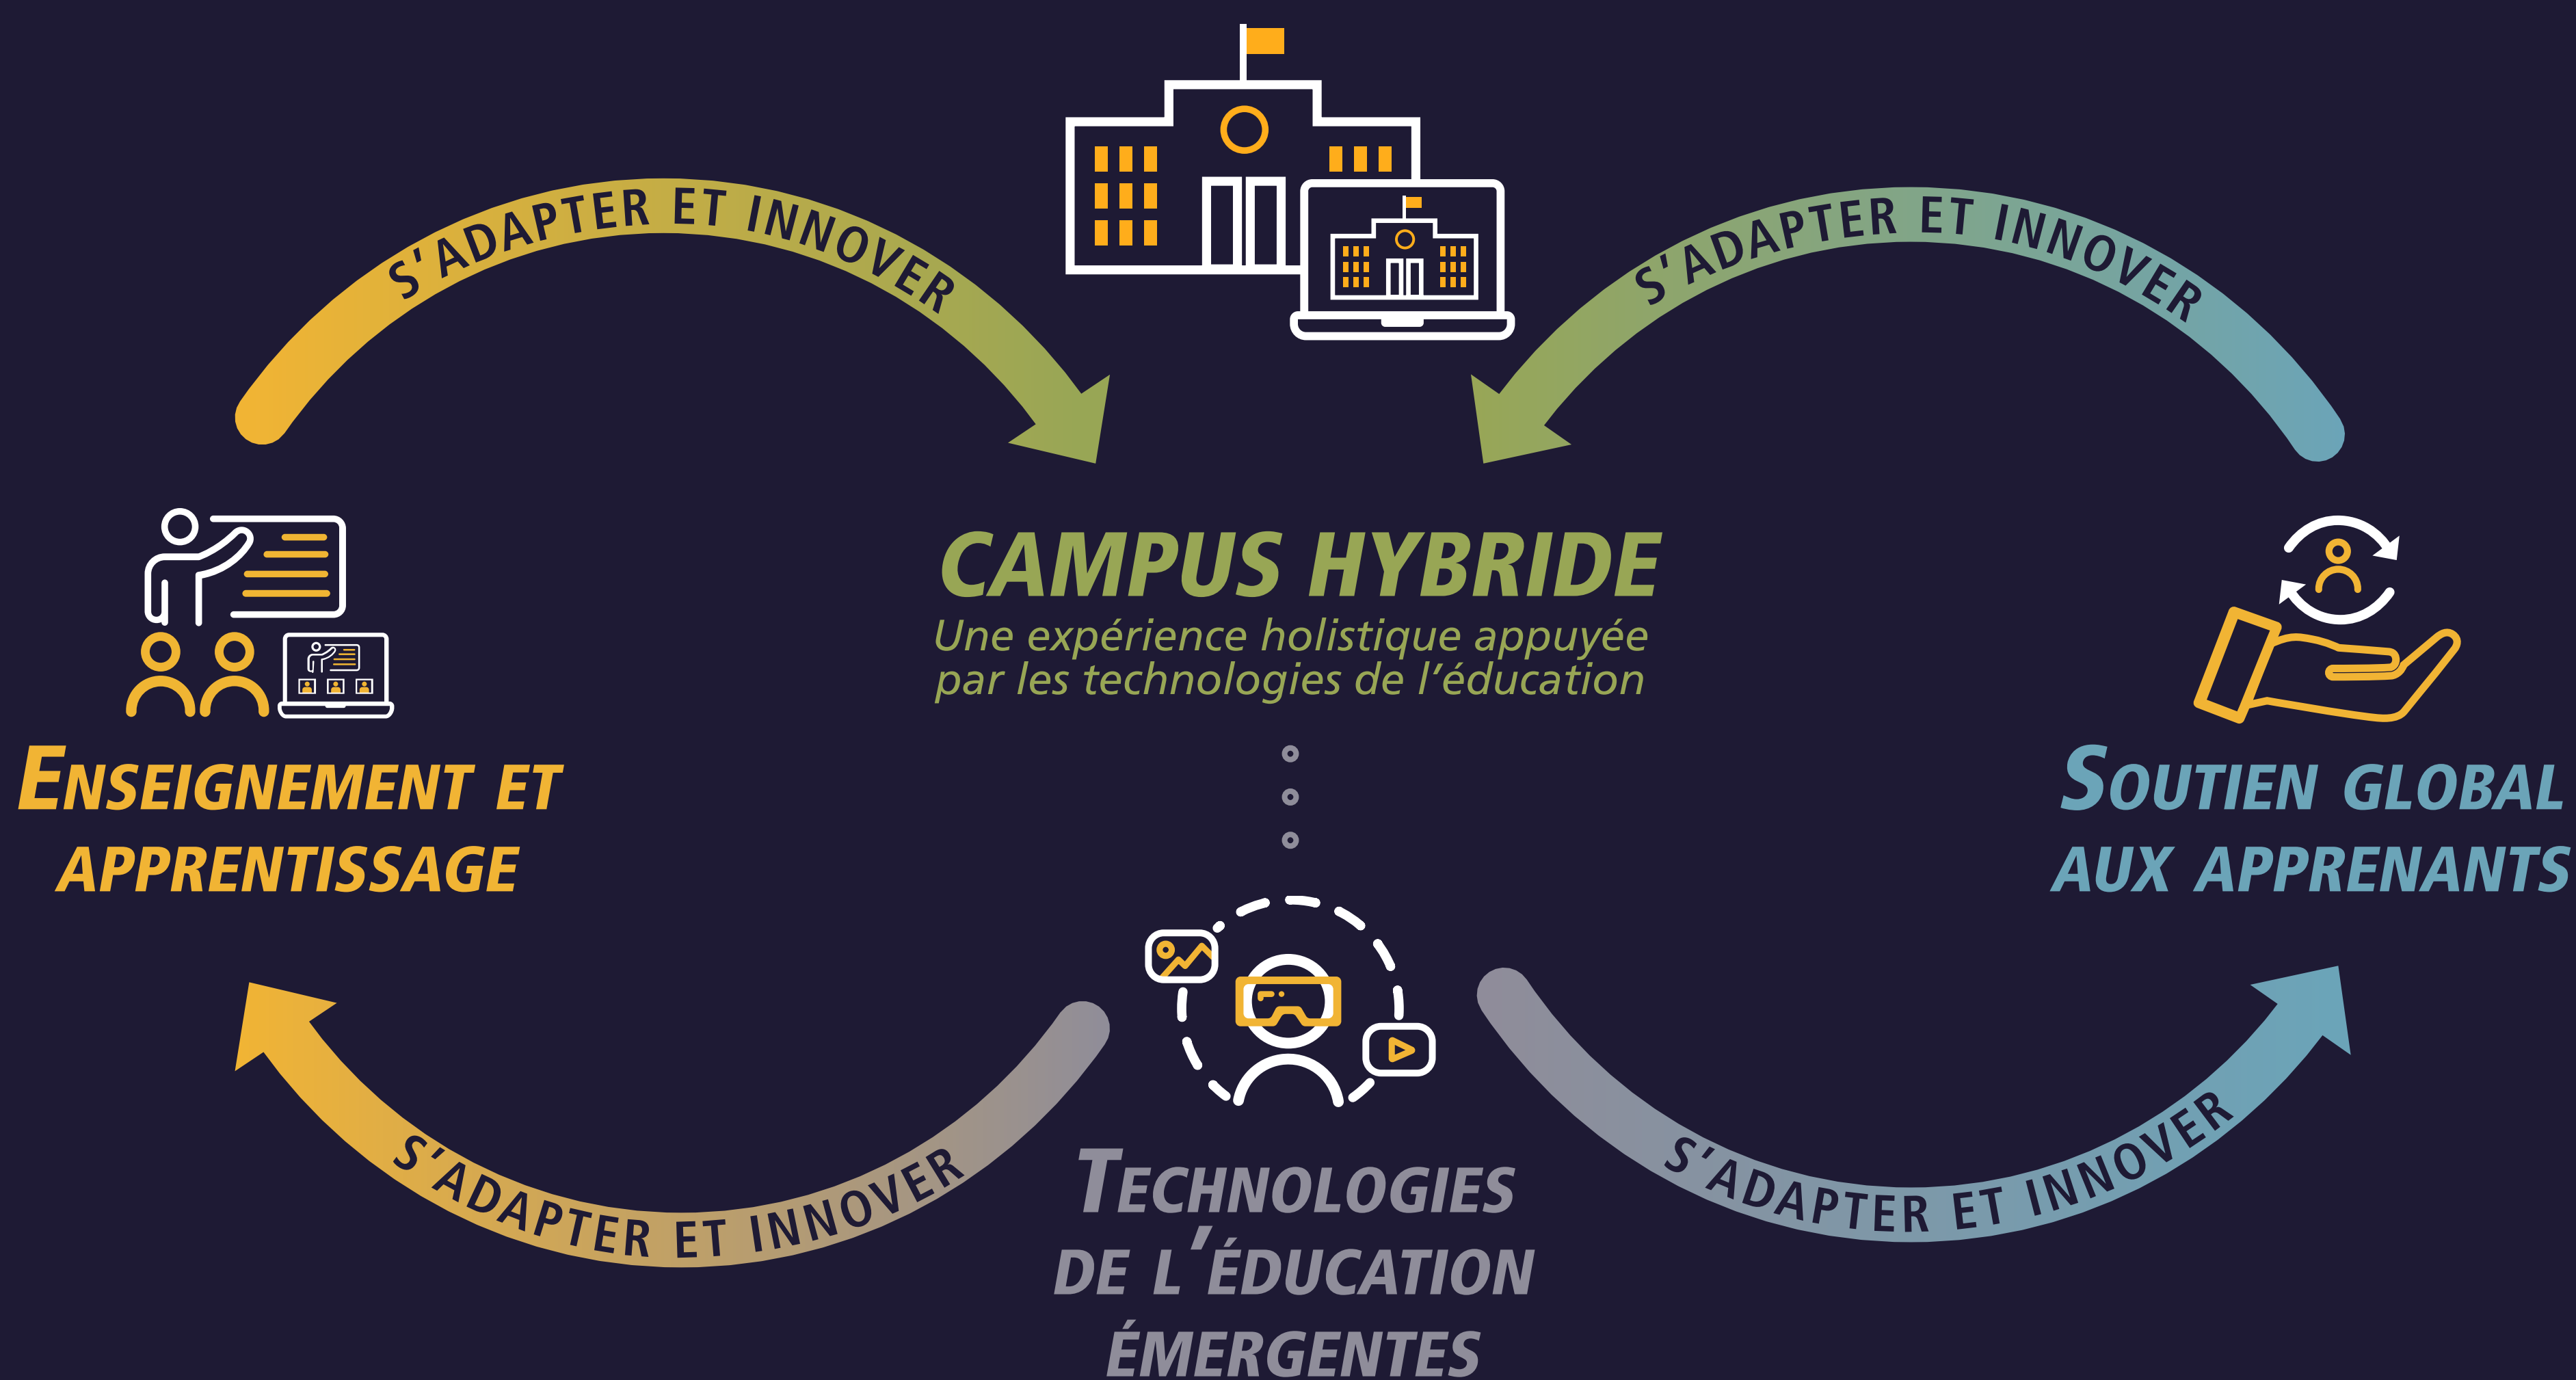 S'ADAPTER ET INNOVER
S'ADAPTER ET INNOVER
CAMPUS HYBRIDE
Une expérience holistique appuyée
par les technologies de l'éducation
ENSEIGNEMENT ET
APPRENTISSAGE
SOUTIEN GLOBAL
AUX APPRENANTS
S'ADAPTER ET INNOVER
S'ADAPTER ET INNOVER
TECHNOLOGIES
DE L'ÉDUCATION
ÉMERGENTES